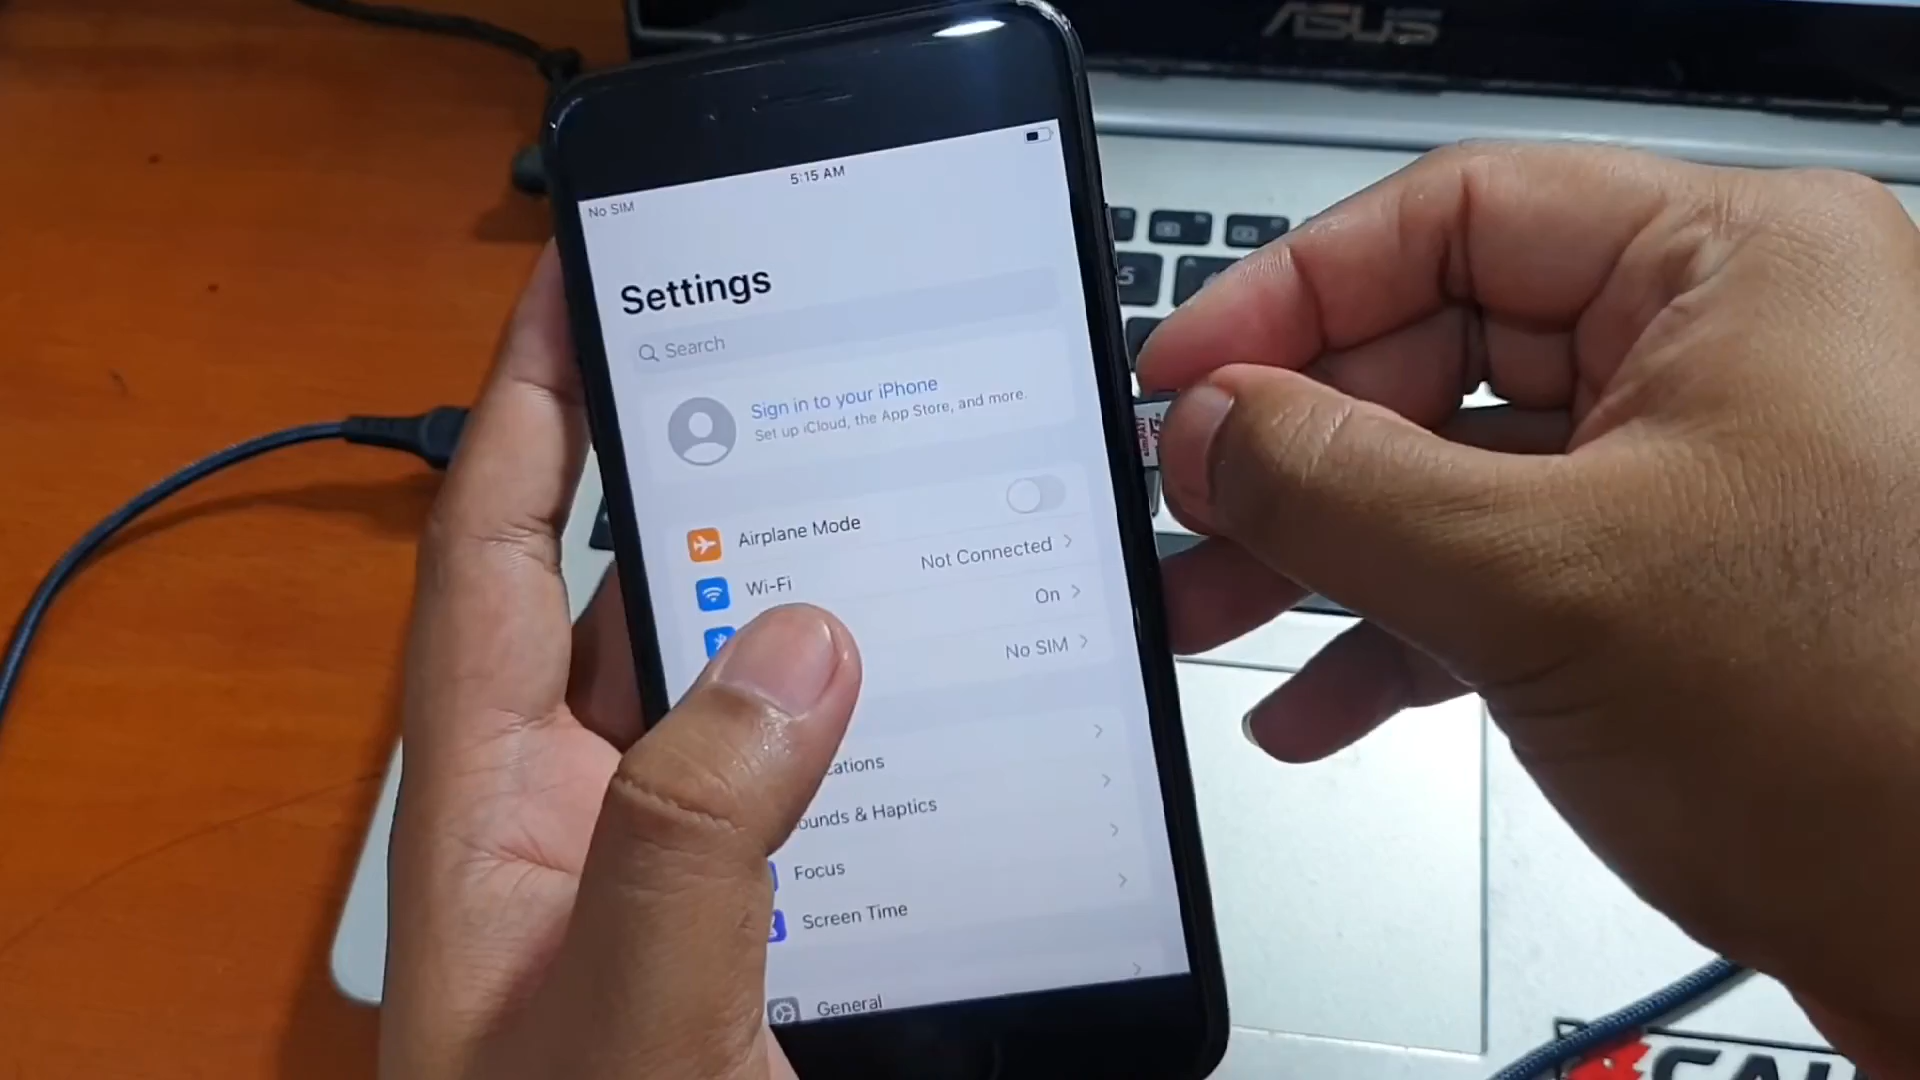 ASUS
5:15 AM
No SIM
Settings
Search
Sign in to your iPhone
Set up iCloud, the App Store, and more.
Airplane Mode
Wi-Fi
Not Connected
On
No SIM
cations
ounds & Haptics
Focus
Screen Time
General
5